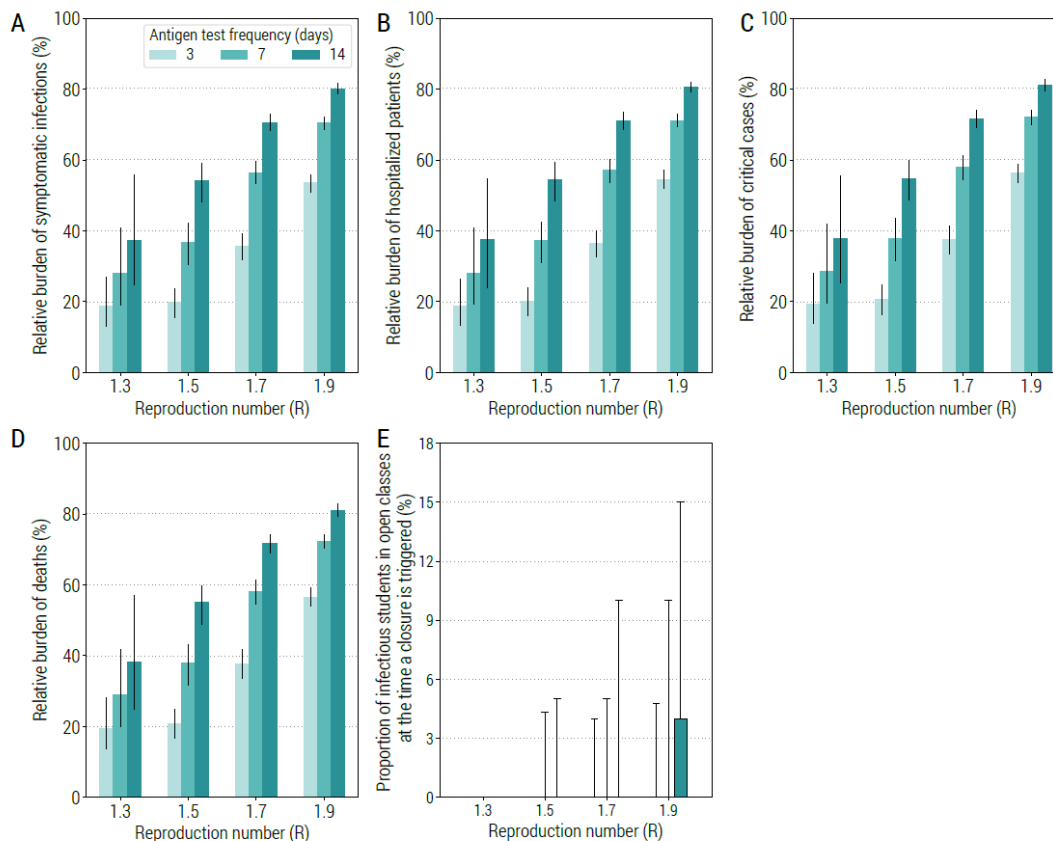 A
Relative burden of symptomatic infections (%)
100
80
60
40
20
0
Antigen test frequency (days)
3 7 14
1.3 1.5 1.7 1.9
Reproduction number (R)
B
Relative burden of hospitalized patients (%)
100
80
60
40
20
0
1.3 1.5 1.7 1.9
Reproduction number (R)
C
Relative burden of critical cases (%)
100
80
60
40
20
0
1.3 1.5 1.7 1.9
Reproduction number (R)
D
Relative burden of deaths (%)
100
80
60
40
20
0
1.3 1.5 1.7 1.9
Reproduction number (R)
E
Proportion of infectious students in open classes
at the time a closure is triggered (%)
18
15
12
9
6
3
0
1.3 1.5 1.7 1.9
Reproduction number (R)